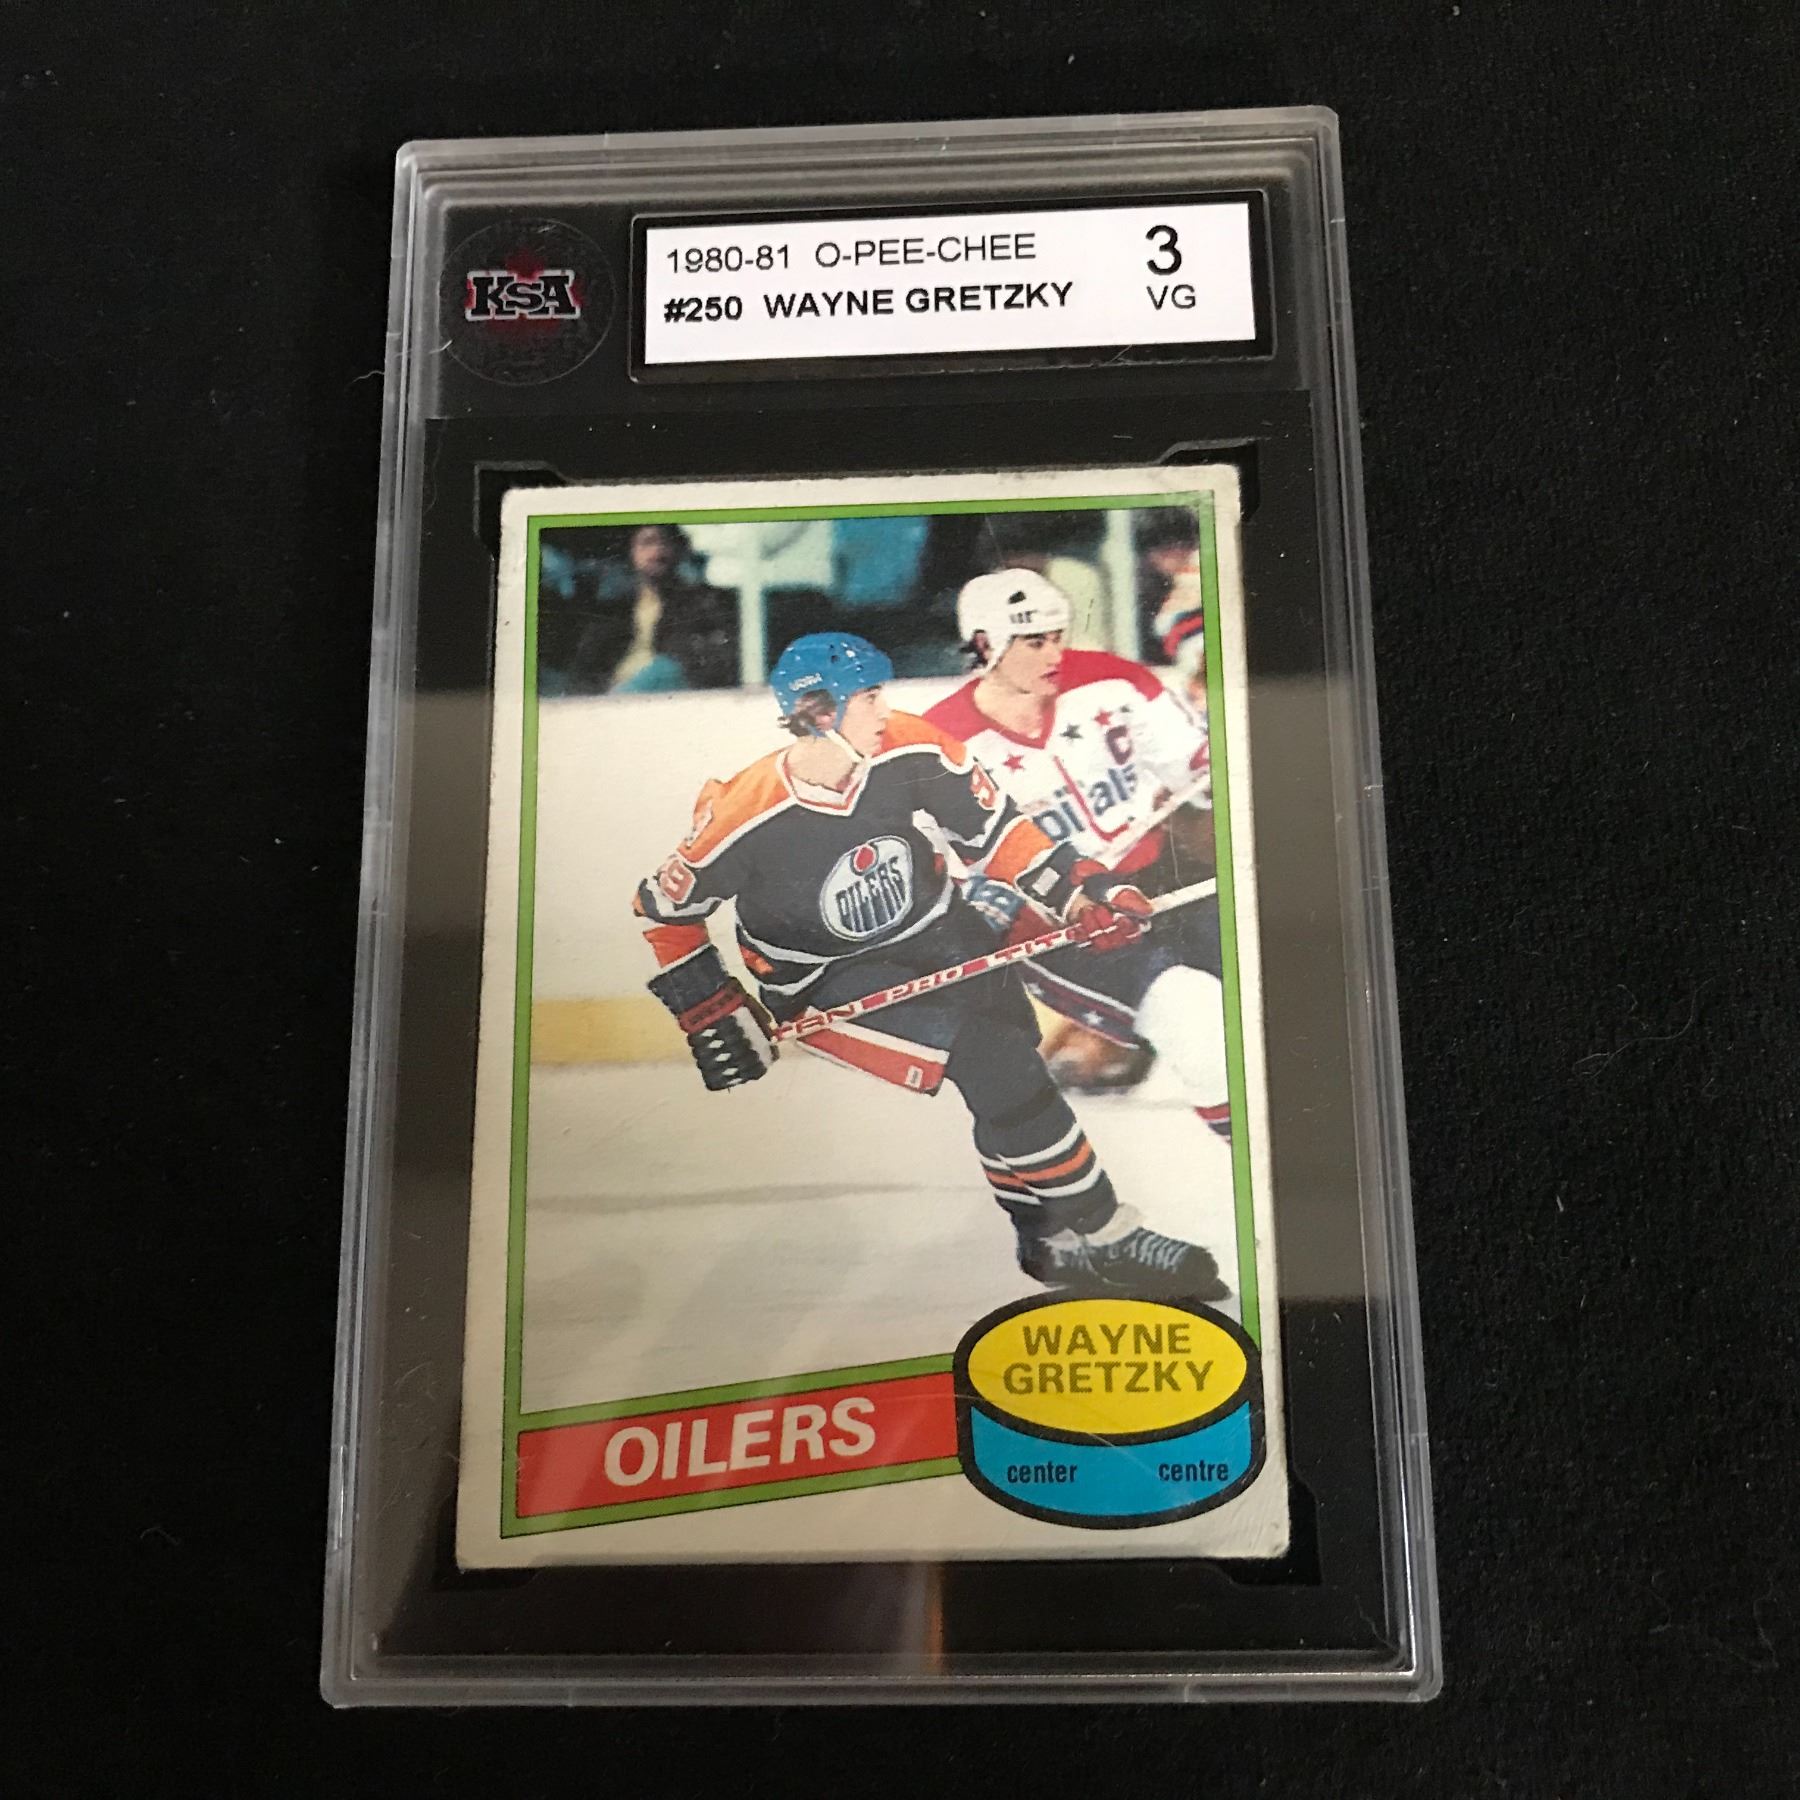 KSA
1980-81 O-PEE-CHEE
#250 WAYNE GRETZKY
3
VG
OILERS
WAYNE
GRETZKY
OILERS
center centre